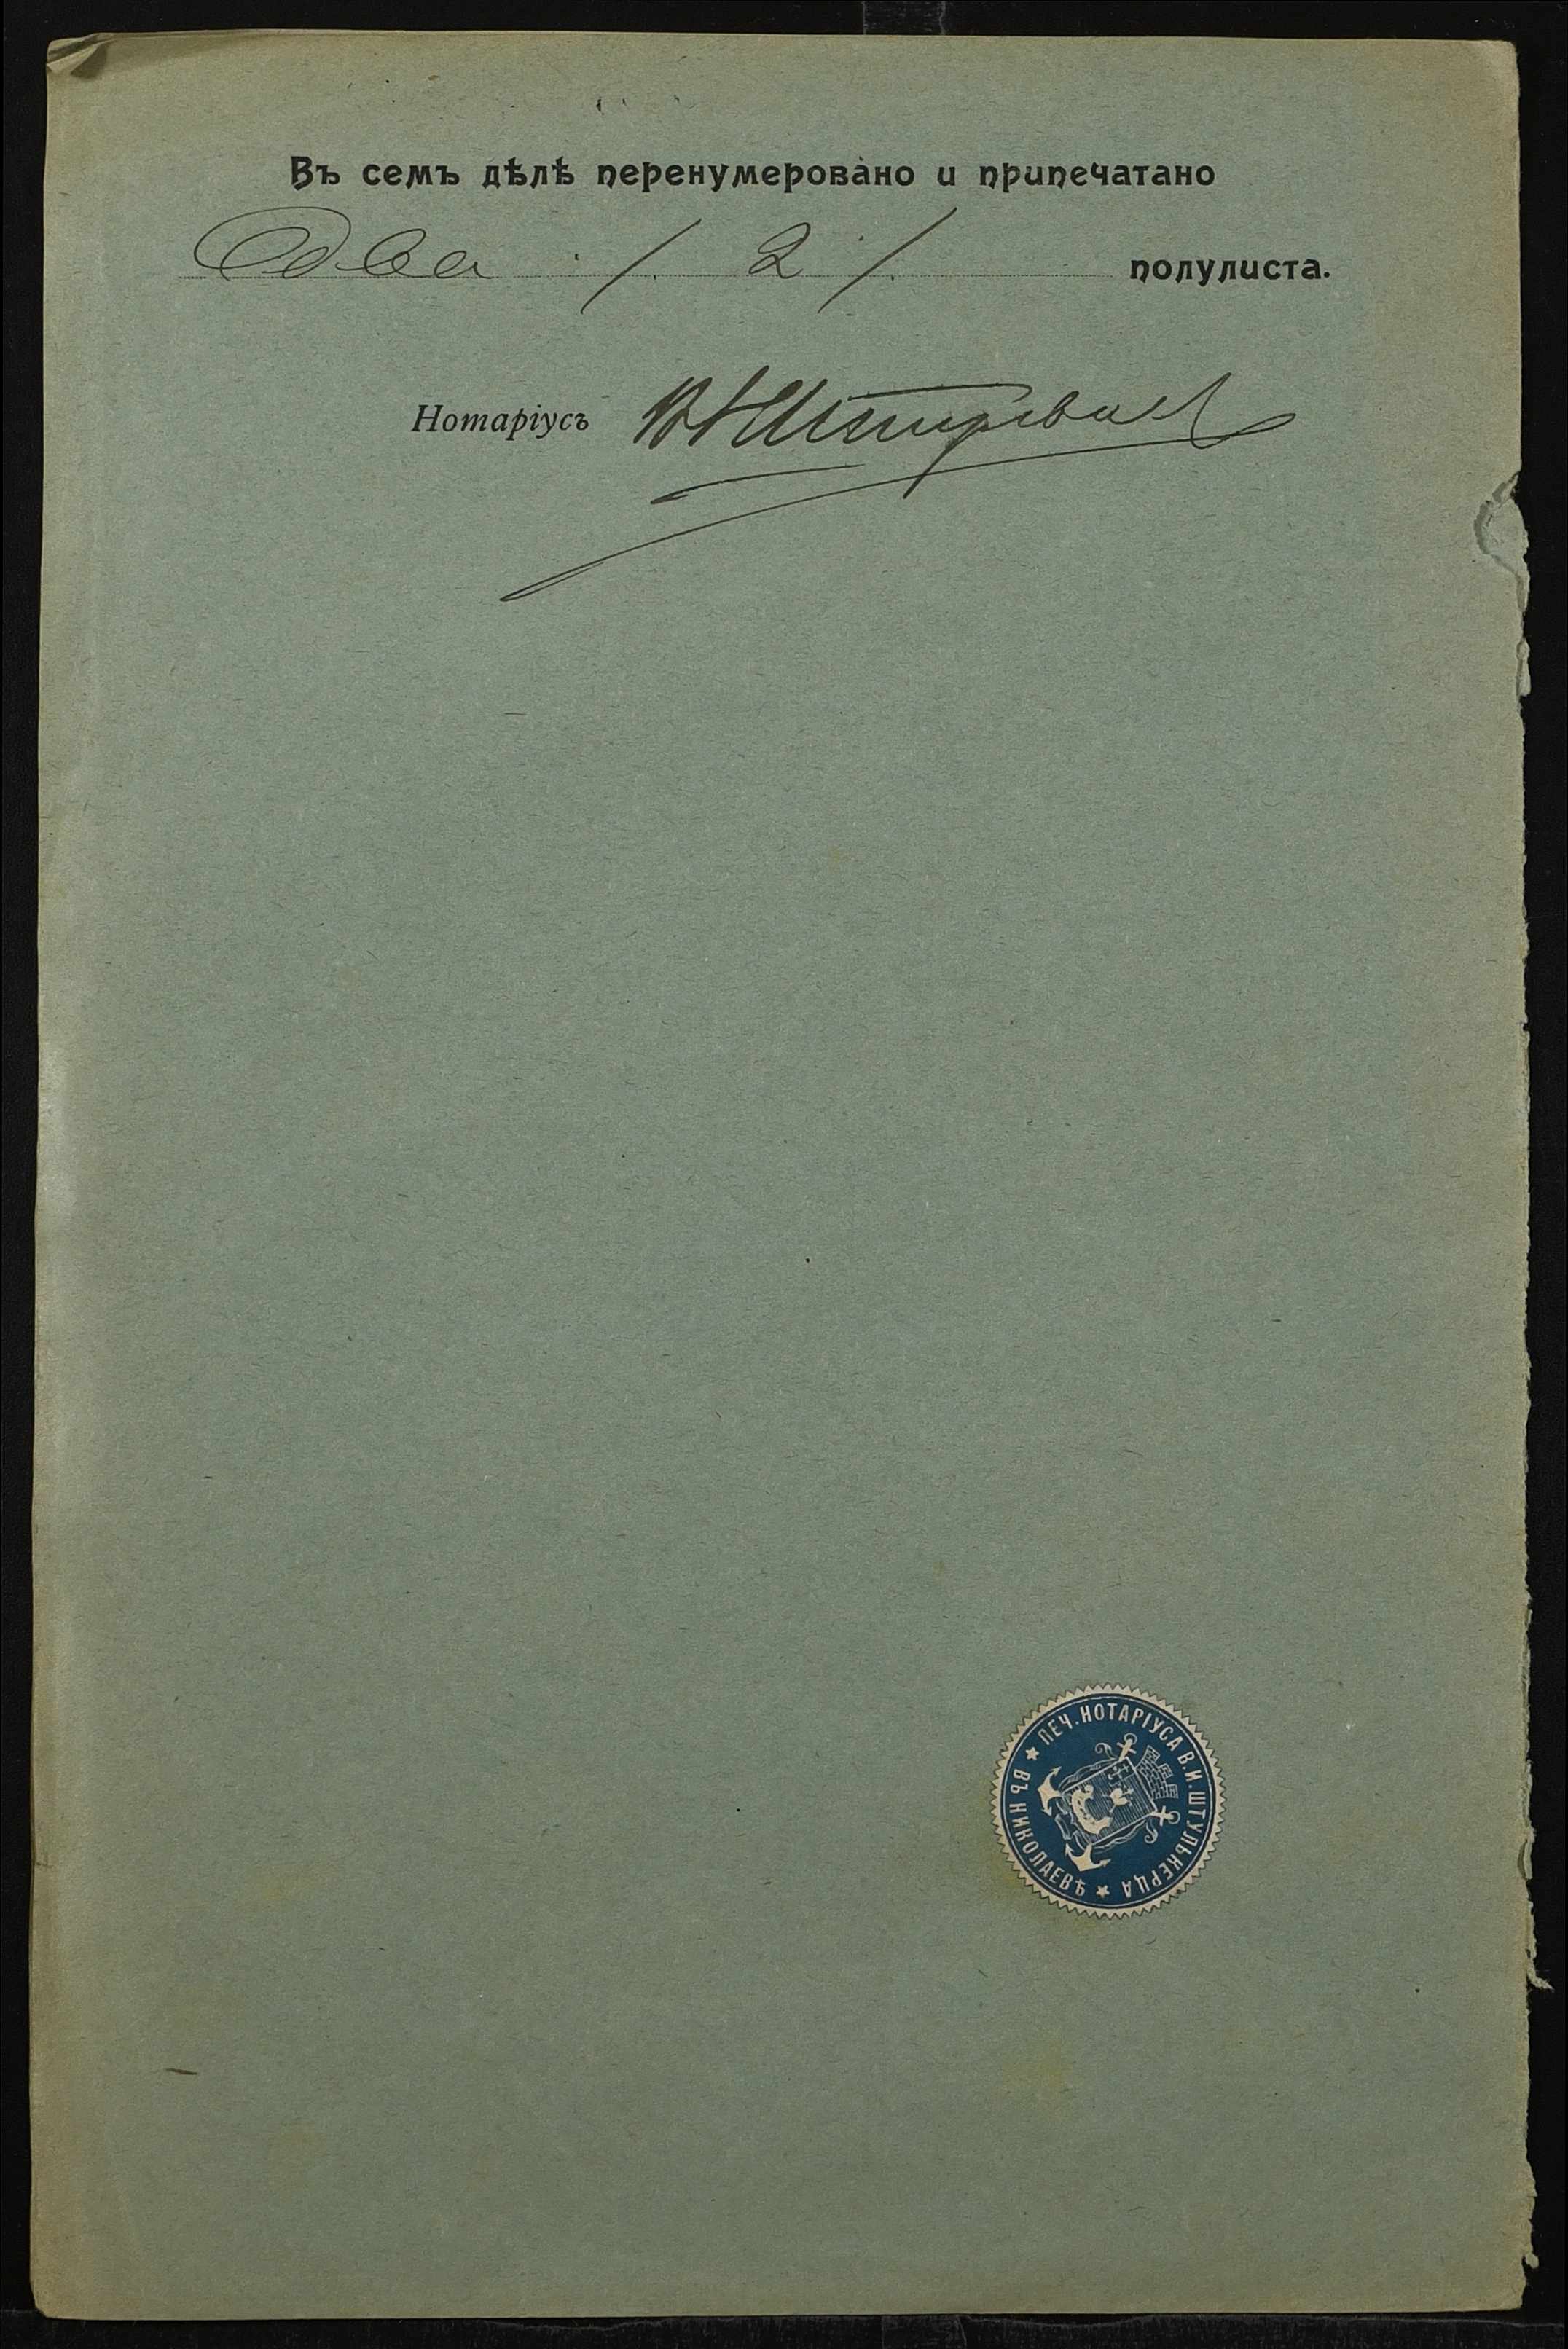 Въ семъ дѣлѣ перенумеровано и припечатано
Два /. 2 /. полулиста.
Нотаріусъ
ПЕЧ. НОТАРІУСА В.И. ШТУЛЬКЕРЦА
ВЪ НИКОЛАЕВѢ